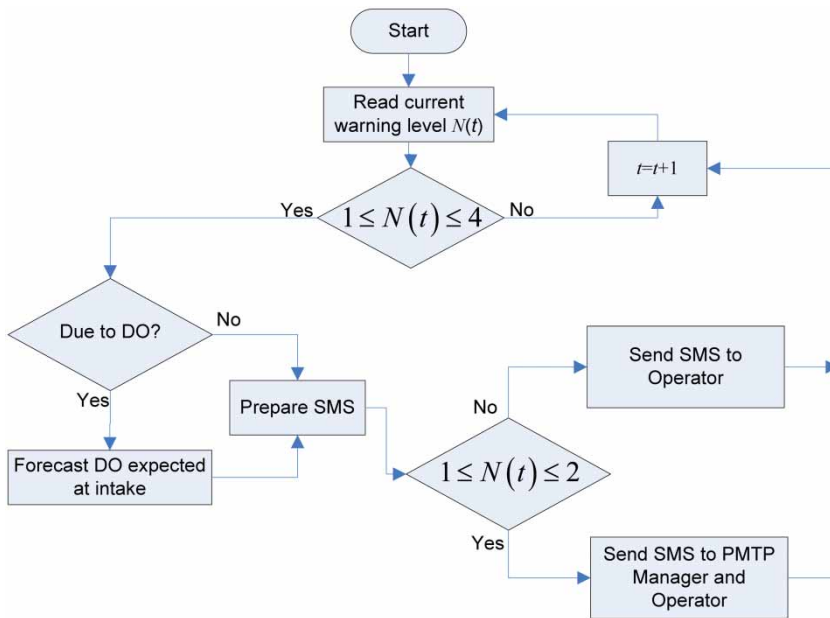 Start
Read current
warning level N(t)
t=t+1
Yes
1 ≤ N(t) ≤ 4
No
Due to DO?
No
Yes
Prepare SMS
Forecast DO expected
at intake
Send SMS to
Operator
No
1 ≤ N(t) ≤ 2
Yes
Send SMS to PMTP
Manager and
Operator